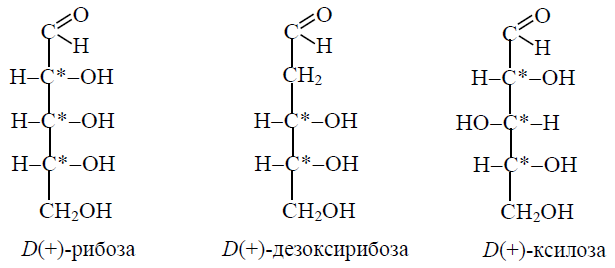 O O O
C C C
H H H
H–C*–OH CH2 H–C*–OH
H–C*–OH H–C*–OH HO–C*–H
H–C*–OH H–C*–OH H–C*–OH
CH2OH CH2OH CH2OH
D(+)-рибоза D(+)-дезоксирибоза D(+)-ксилоза